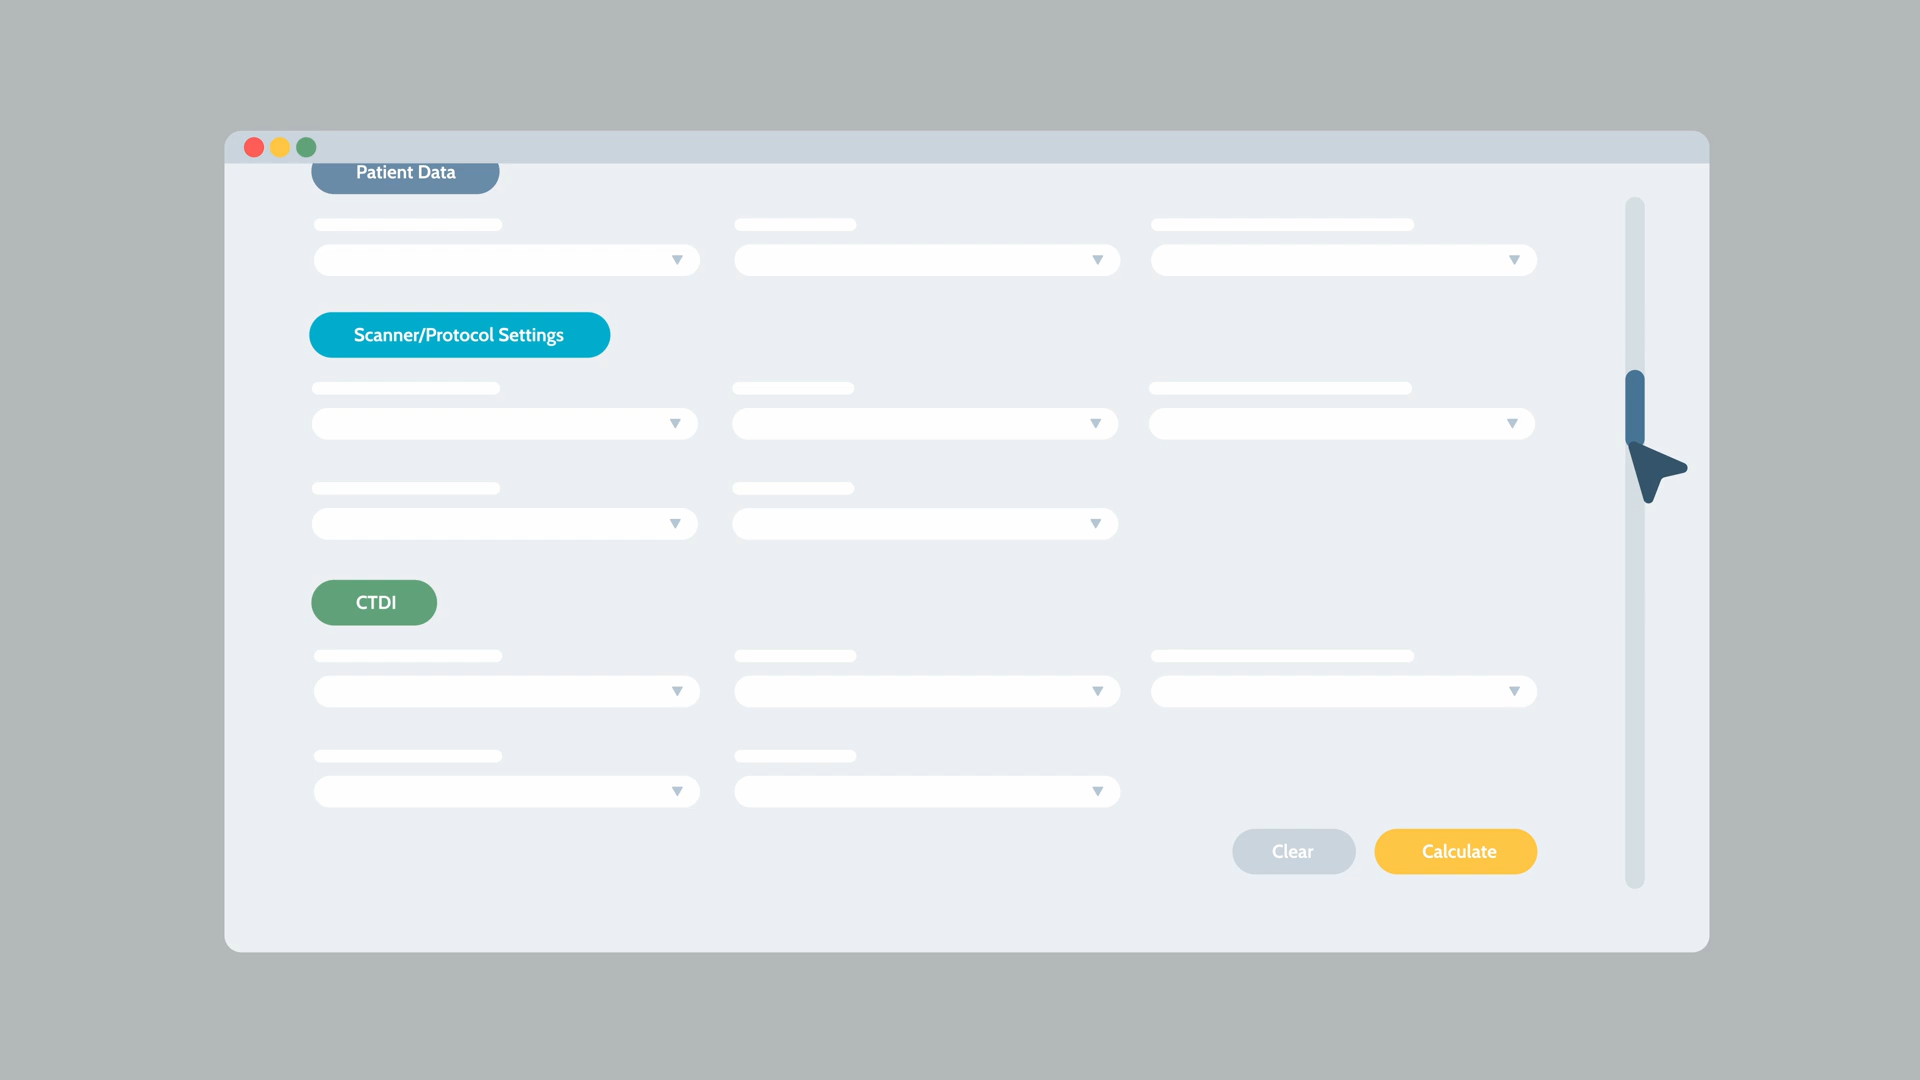 Patient Data
Scanner/Protocol Settings
CTDI
Clear
Calculate